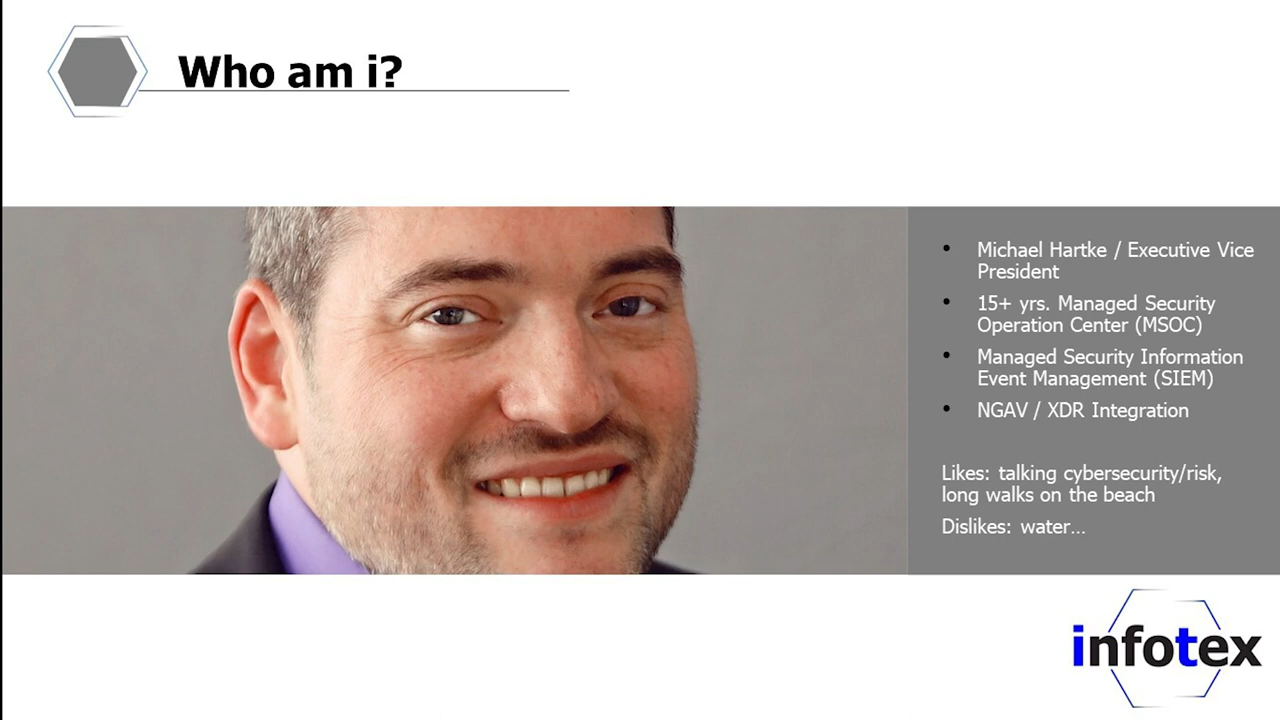 Who am i?
• Michael Hartke / Executive Vice
President
• 15+ yrs. Managed Security
Operation Center (MSOC)
• Managed Security Information
Event Management (SIEM)
• NGAV / XDR Integration
Likes: talking cybersecurity/risk,
long walks on the beach
Dislikes: water...
infotex